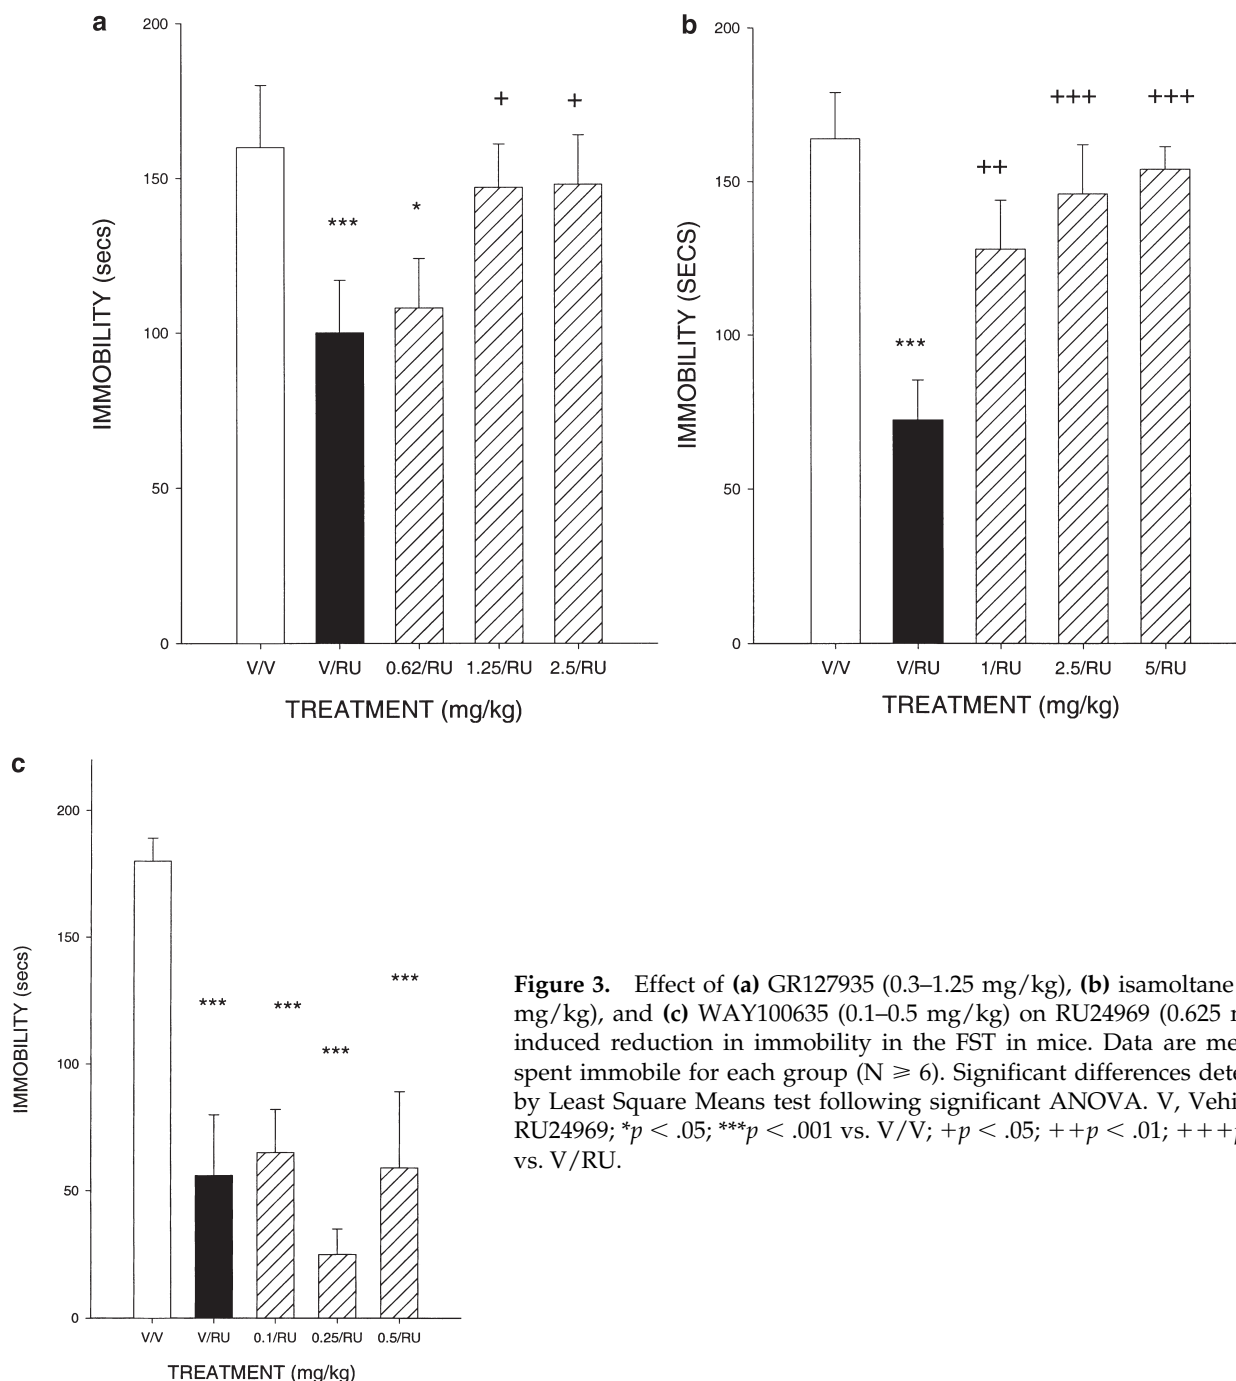 a
b
200
150
100
50
0
IMMOBILITY (secs)
***
*
+
+
V/V V/RU 0.62/RU 1.25/RU 2.5/RU
TREATMENT (mg/kg)
200
150
100
50
0
IMMOBILITY (SECS)
***
++
+++
+++
V/V V/RU 1/RU 2.5/RU 5/RU
TREATMENT (mg/kg)
c
200
150
100
50
0
IMMOBILITY (secs)
***
***
***
***
V/V V/RU 0.1/RU 0.25/RU 0.5/RU
TREATMENT (mg/kg)
Figure 3. Effect of (a) GR127935 (0.3–1.25 mg/kg), (b) isamoltane
mg/kg), and (c) WAY100635 (0.1–0.5 mg/kg) on RU24969 (0.625
induced reduction in immobility in the FST in mice. Data are
spent immobile for each group (N ⩾ 6). Significant differences
by Least Square Means test following significant ANOVA. V,
RU24969; *p < .05; ***p < .001 vs. V/V; +p < .05; ++p < .01; +++p
vs. V/RU.